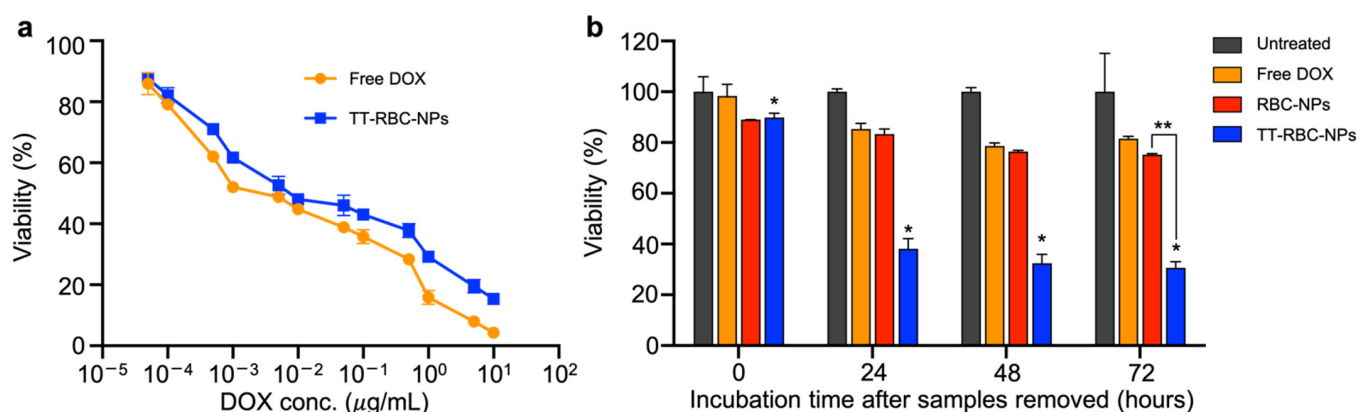 a
100
80
60
40
20
0
Viability (%)
Free DOX
TT-RBC-NPs
10⁻⁵ 10⁻⁴ 10⁻³ 10⁻² 10⁻¹ 10⁰ 10¹ 10²
DOX conc. (μg/mL)
b
120
100
80
60
40
20
0
Viability (%)
* * * ** *
0 24 48 72
Incubation time after samples removed (hours)
Untreated
Free DOX
RBC-NPs
TT-RBC-NPs